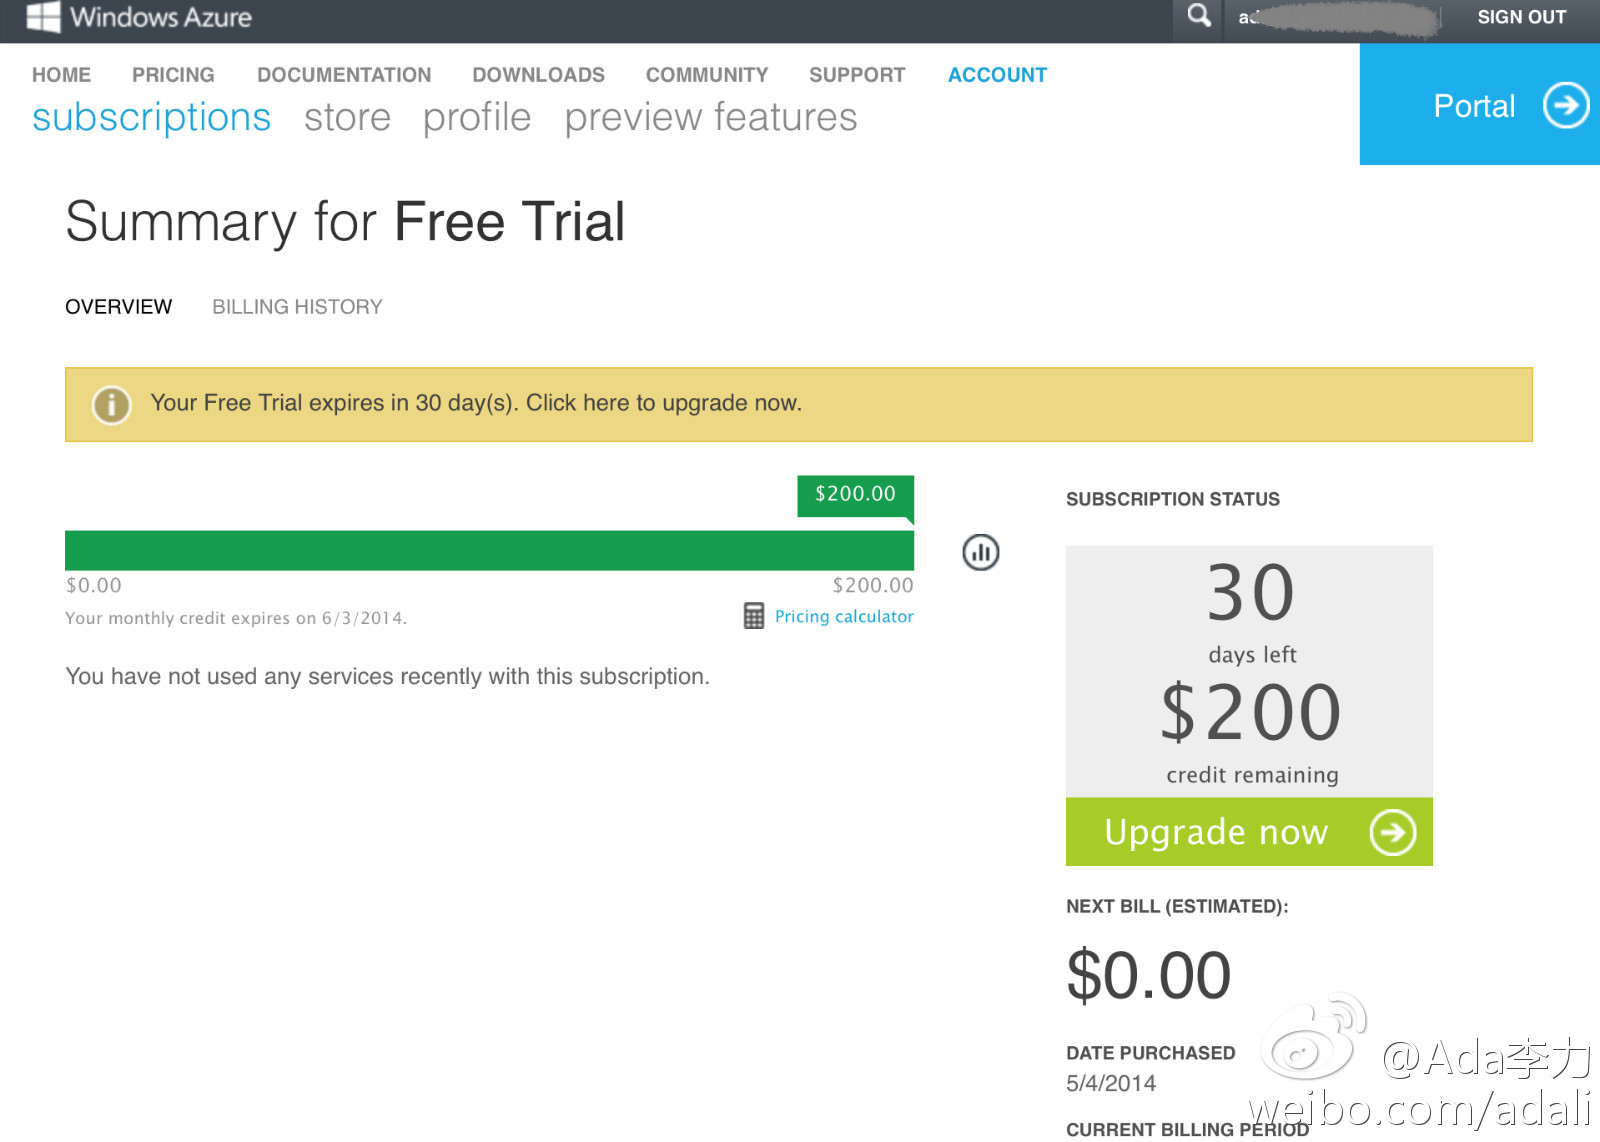 Windows Azure
SIGN OUT
HOME PRICING DOCUMENTATION DOWNLOADS COMMUNITY SUPPORT ACCOUNT
subscriptions store profile preview features
Portal
Summary for Free Trial
OVERVIEW BILLING HISTORY
Your Free Trial expires in 30 day(s). Click here to upgrade now.
$200.00
$0.00 $200.00
Your monthly credit expires on 6/3/2014.
Pricing calculator
You have not used any services recently with this subscription.
SUBSCRIPTION STATUS
30
days left
$200
credit remaining
Upgrade now
NEXT BILL (ESTIMATED):
$0.00
DATE PURCHASED
5/4/2014
CURRENT BILLING PERIOD
@Ada李力
weibo.com/adali